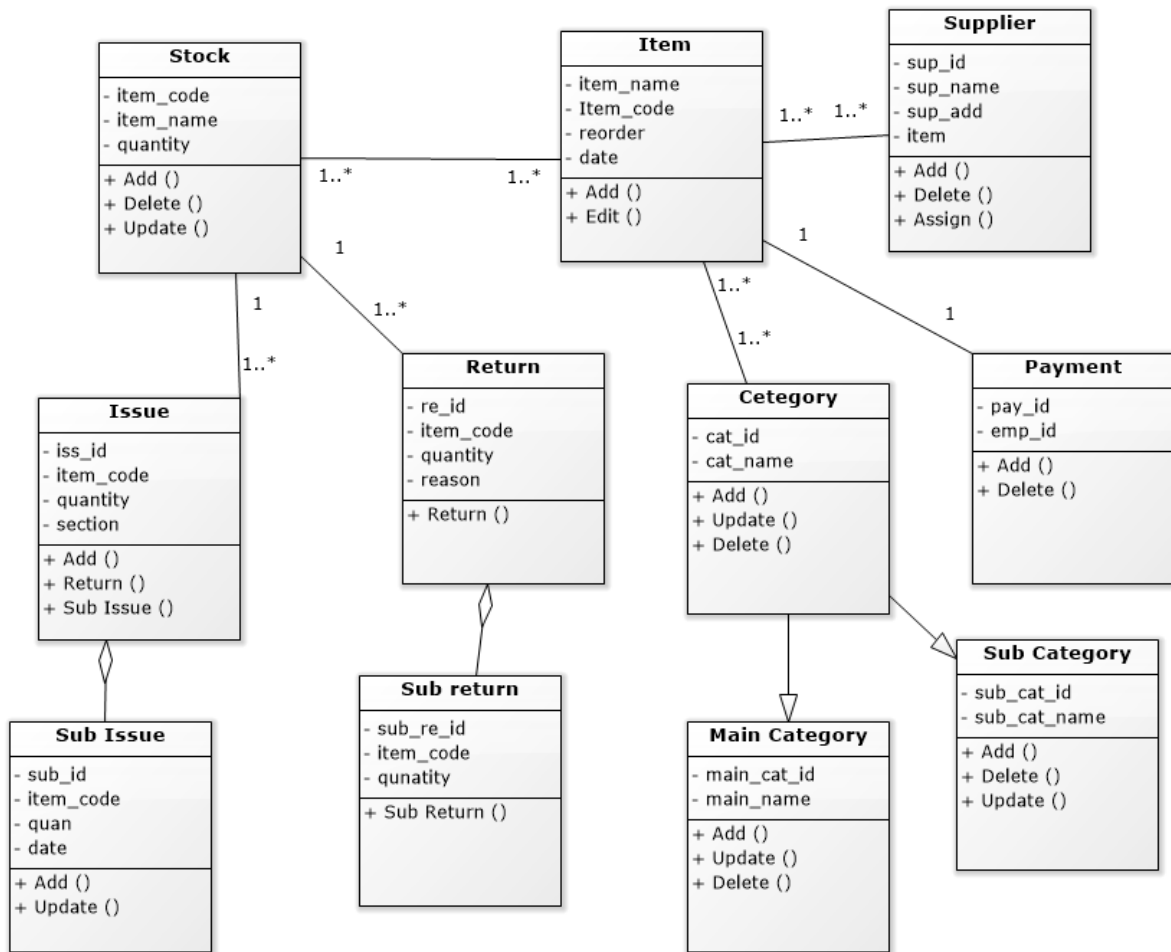 Stock
- item_code
- item_name
- quantity
+ Add ()
+ Delete ()
+ Update ()
Item
- item_name
- Item_code
- reorder
- date
+ Add ()
+ Edit ()
Supplier
- sup_id
- sup_name
- sup_add
- item
+ Add ()
+ Delete ()
+ Assign ()
1..*
1..*
1..*
1..*
1
1..*
1
1..*
1..*
1..*
1
1
Issue
- iss_id
- item_code
- quantity
- section
+ Add ()
+ Return ()
+ Sub Issue ()
Return
- re_id
- item_code
- quantity
- reason
+ Return ()
Cetegory
- cat_id
- cat_name
+ Add ()
+ Update ()
+ Delete ()
Payment
- pay_id
- emp_id
+ Add ()
+ Delete ()
Sub Issue
- sub_id
- item_code
- quan
- date
+ Add ()
+ Update ()
Sub return
- sub_re_id
- item_code
- qunatity
+ Sub Return ()
Main Category
- main_cat_id
- main_name
+ Add ()
+ Update ()
+ Delete ()
Sub Category
- sub_cat_id
- sub_cat_name
+ Add ()
+ Delete ()
+ Update ()